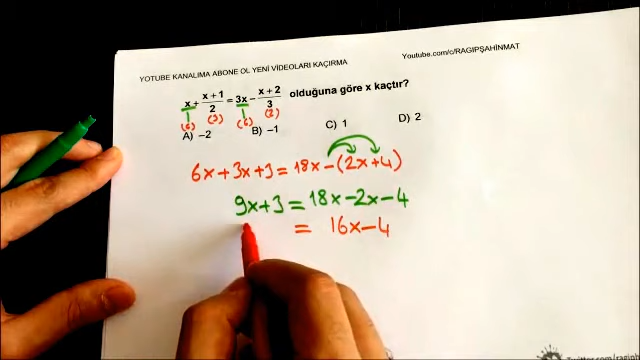 YOTUBE KANALIMA ABONE OL YENİ VİDEOLARI KAÇIRMA
Youtube.com/c/RAGIPŞAHİNMAT
x + x + 1 / 2 = 3x − x + 2 / 3 olduğuna göre x kaçtır?
1 1
(6) (3) (6) (2)
A) −2 B) −1 C) 1 D) 2
6x + 3x + 3 = 18x − (2x + 4)
9x + 3 = 18x − 2x − 4
= 16x − 4